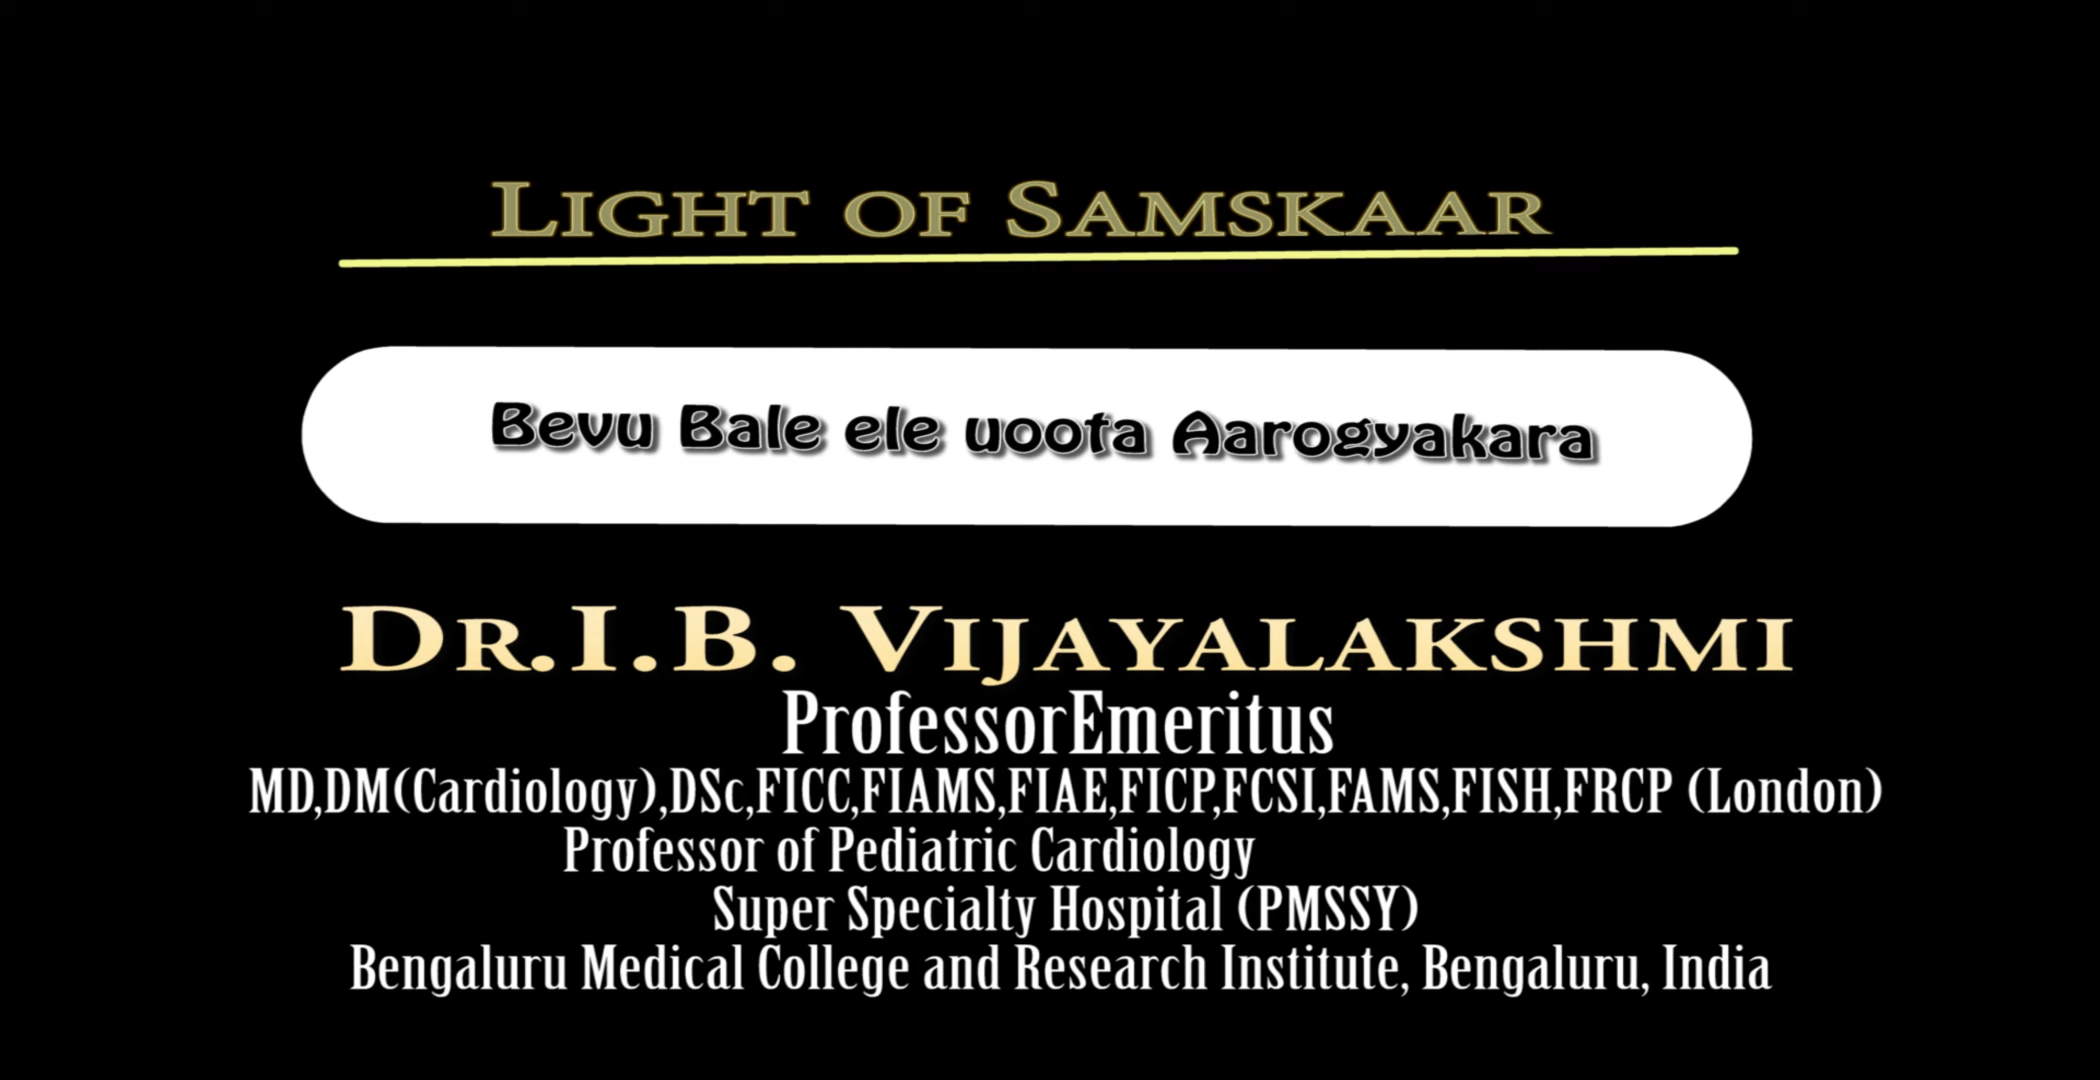 Light of Samskaar
Bevu Bale ele uoota Aarogyakara
Dr.I.B. Vijayalakshmi
ProfessorEmeritus
MD,DM(Cardiology),DSc,FICC,FIAMS,FIAE,FICP,FCSI,FAMS,FISH,FRCP (London)
Professor of Pediatric Cardiology
Super Specialty Hospital (PMSSY)
Bengaluru Medical College and Research Institute, Bengaluru, India